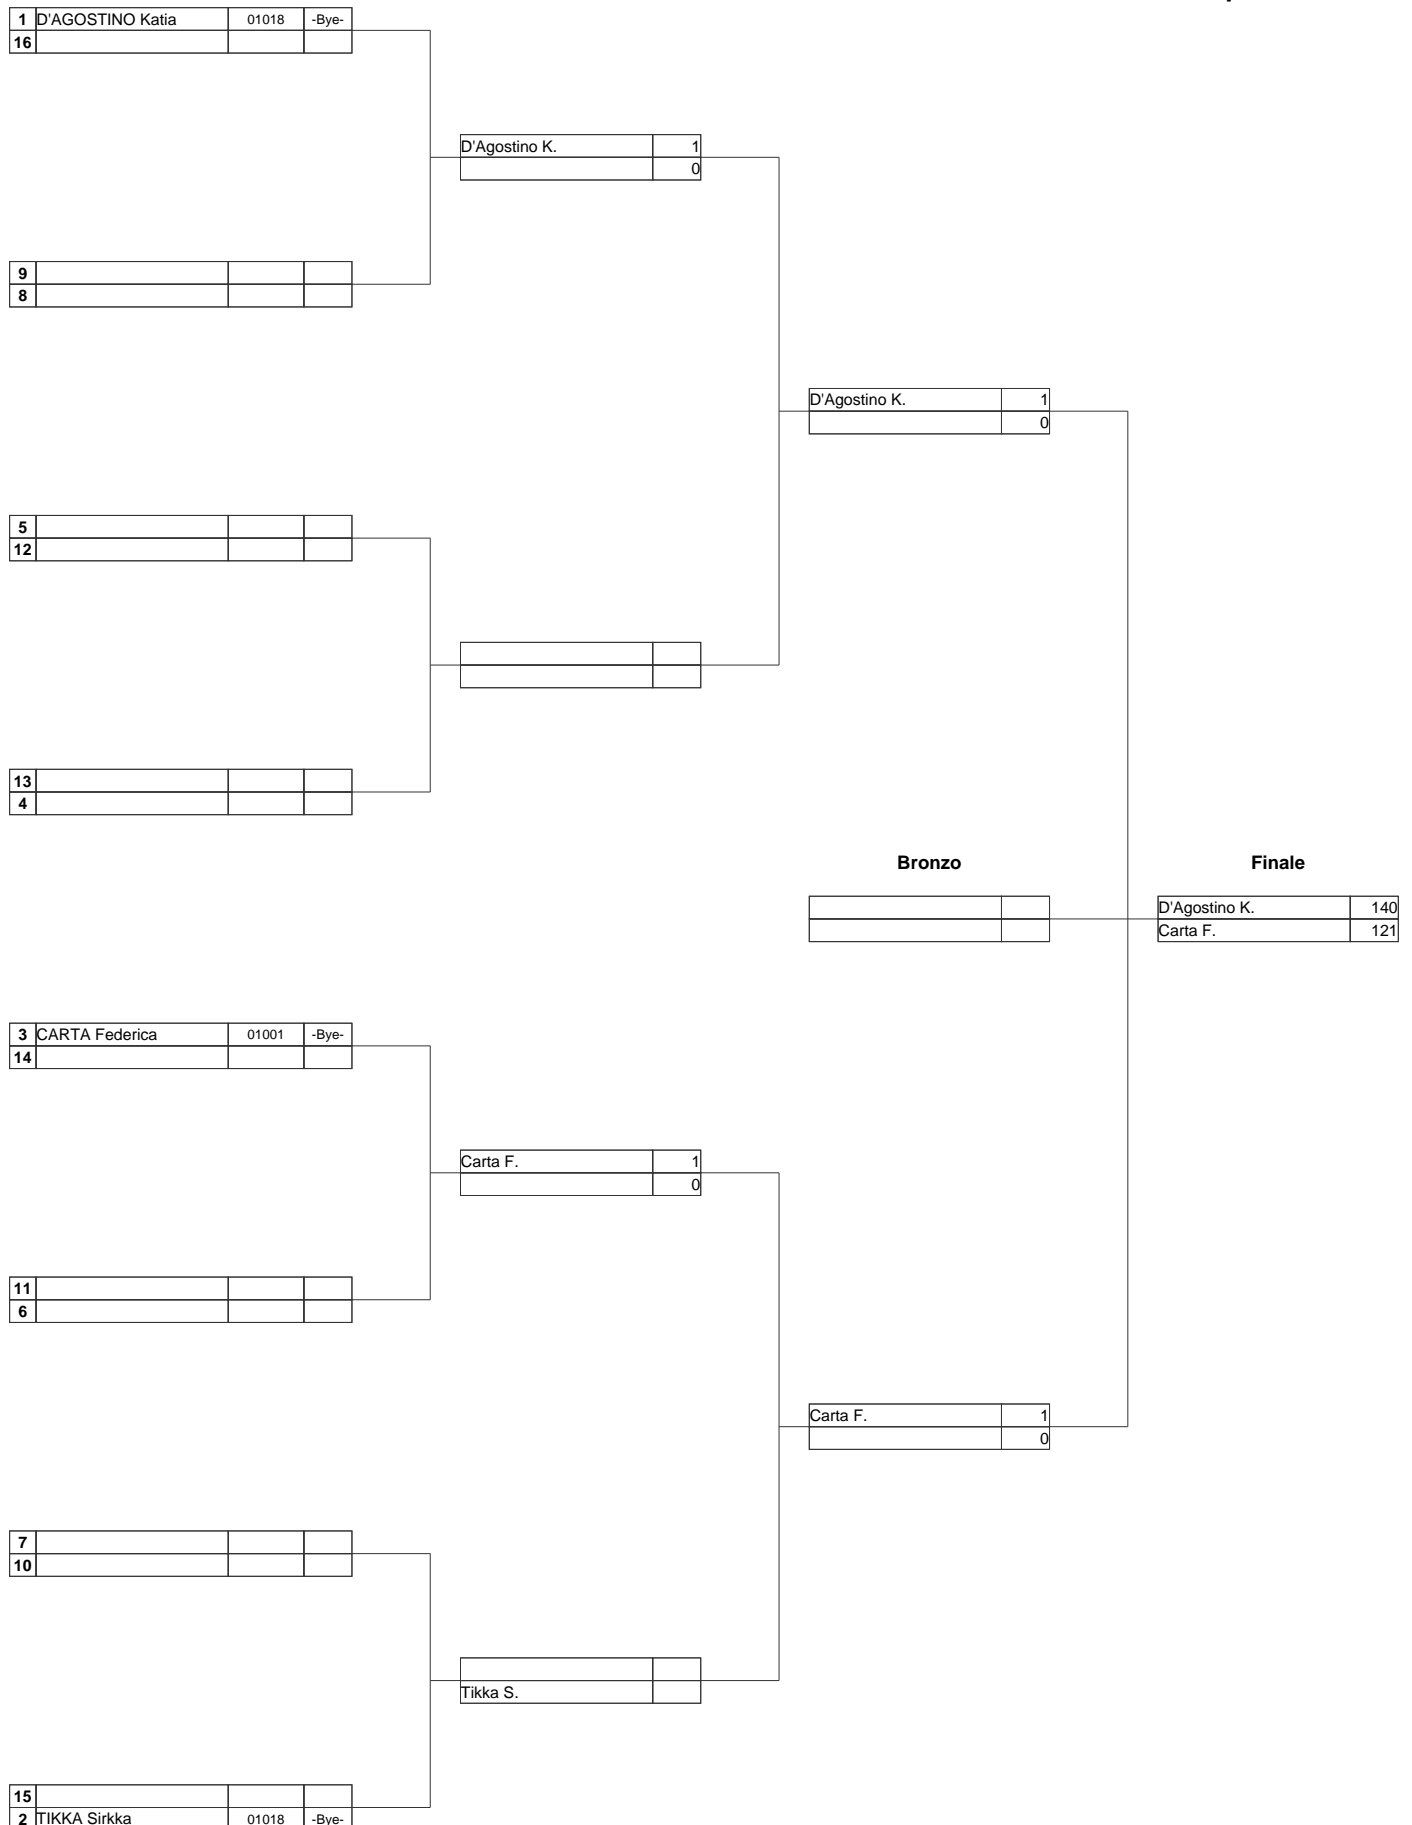 1 D'AGOSTINO Katia 01018 -Bye-
16
D'Agostino K. 1
0
9
8
D'Agostino K. 1
0
5
12
13
4
Bronzo Finale
D'Agostino K. 140
Carta F. 121
3 CARTA Federica 01001 -Bye-
14
Carta F. 1
0
11
6
Carta F. 1
0
7
10
Tikka S.
15
2 TIKKA Sirkka 01018 -Bye-